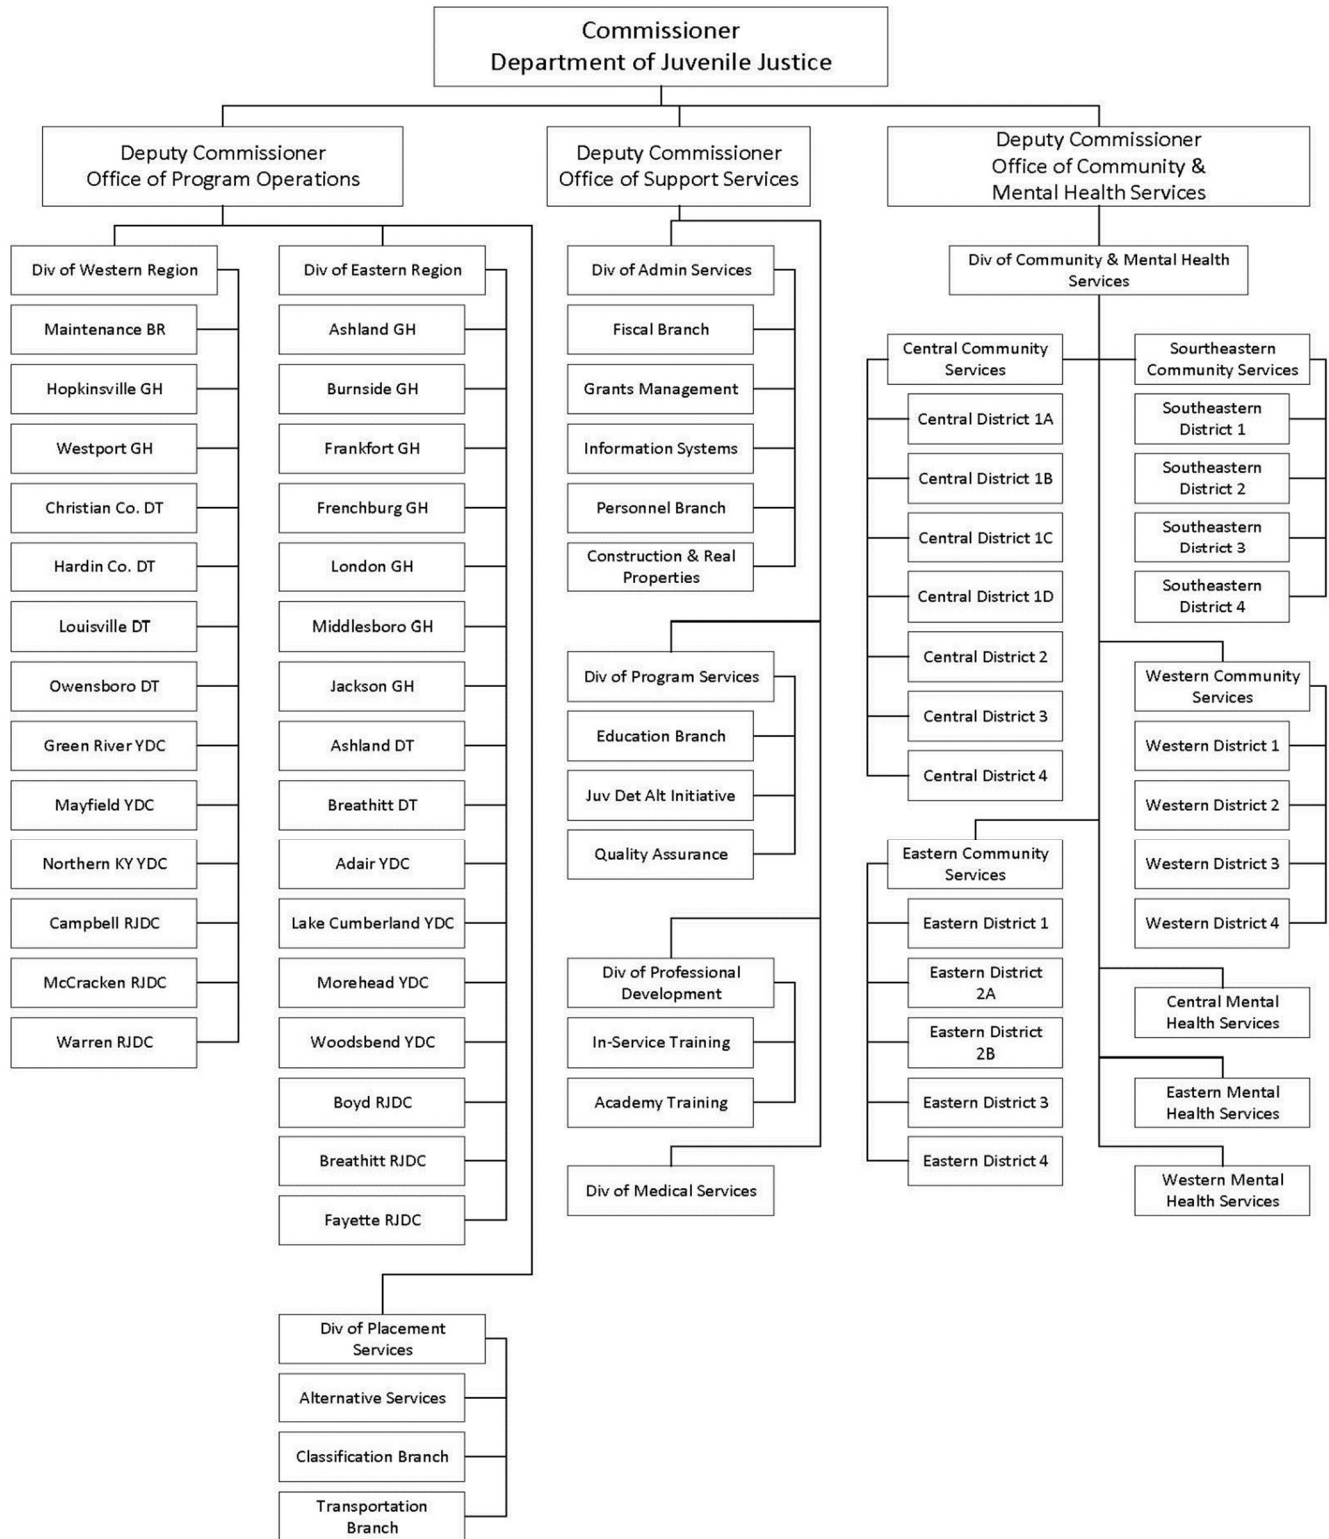 Commissioner
Department of Juvenile Justice
Deputy Commissioner
Office of Program Operations
Div of Western Region
Maintenance BR
Hopkinsville GH
Westport GH
Christian Co. DT
Hardin Co. DT
Louisville DT
Owensboro DT
Green River YDC
Mayfield YDC
Northern KY YDC
Campbell RJDC
McCracken RJDC
Warren RJDC
Div of Eastern Region
Ashland GH
Burnside GH
Frankfort GH
Frenchburg GH
London GH
Middlesboro GH
Jackson GH
Ashland DT
Breathitt DT
Adair YDC
Lake Cumberland YDC
Morehead YDC
Woodsbend YDC
Boyd RJDC
Breathitt RJDC
Fayette RJDC
Div of Placement
Services
Alternative Services
Classification Branch
Transportation
Branch
Deputy Commissioner
Office of Support Services
Div of Admin Services
Fiscal Branch
Grants Management
Information Systems
Personnel Branch
Construction & Real
Properties
Div of Program Services
Education Branch
Juv Det Alt Initiative
Quality Assurance
Div of Professional
Development
In-Service Training
Academy Training
Div of Medical Services
Deputy Commissioner
Office of Community &
Mental Health Services
Div of Community & Mental Health
Services
Central Community
Services
Central District 1A
Central District 1B
Central District 1C
Central District 1D
Central District 2
Central District 3
Central District 4
Eastern Community
Services
Eastern District 1
Eastern District
2A
Eastern District
2B
Eastern District 3
Eastern District 4
Sourteastern
Community Services
Southeastern
District 1
Southeastern
District 2
Southeastern
District 3
Southeastern
District 4
Western Community
Services
Western District 1
Western District 2
Western District 3
Western District 4
Central Mental
Health Services
Eastern Mental
Health Services
Western Mental
Health Services